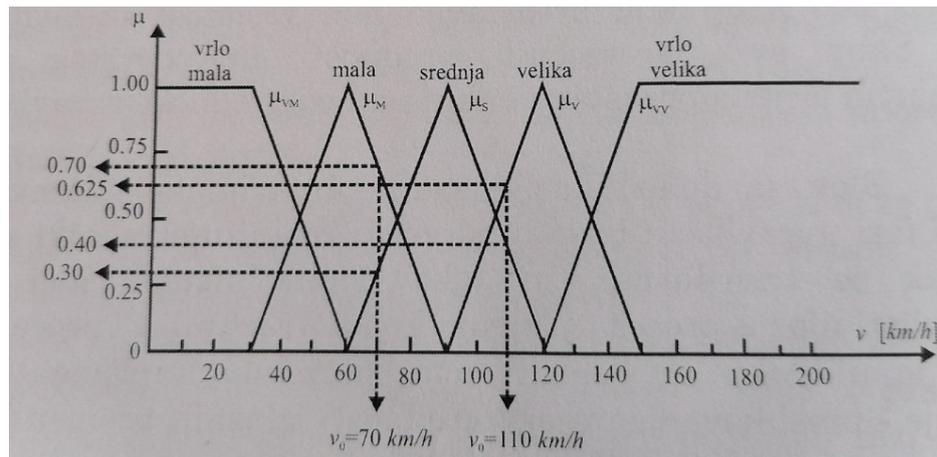 μ
vrlo
mala
mala
srednja
velika
vrlo
velika
1.00
μVM
μM
μS
μV
μVV
0.75
0.70
0.625
0.50
0.40
0.30
0.25
0
v [km/h]
20 40 60 80 100 120 140 160 180 200
v₀=70 km/h v₀=110 km/h